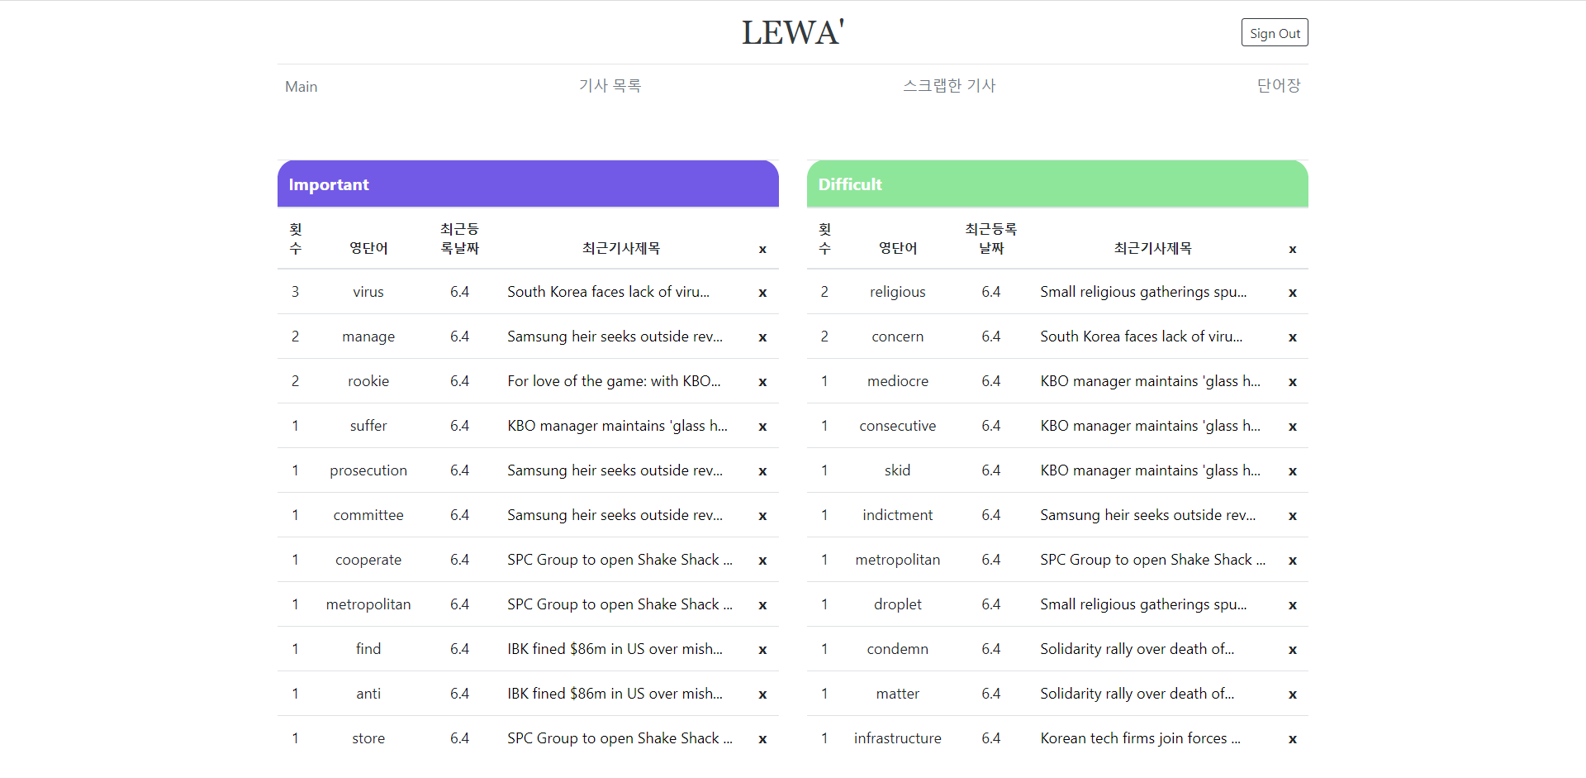 LEWA'
Sign Out
Main 기사 목록 스크랩한 기사 단어장
Important
횟수 영단어 최근등록날짜 최근기사제목 x
3 virus 6.4 South Korea faces lack of viru... x
2 manage 6.4 Samsung heir seeks outside rev... x
2 rookie 6.4 For love of the game: with KBO... x
1 suffer 6.4 KBO manager maintains 'glass h... x
1 prosecution 6.4 Samsung heir seeks outside rev... x
1 committee 6.4 Samsung heir seeks outside rev... x
1 cooperate 6.4 SPC Group to open Shake Shack ... x
1 metropolitan 6.4 SPC Group to open Shake Shack ... x
1 find 6.4 IBK fined $86m in US over mish... x
1 anti 6.4 IBK fined $86m in US over mish... x
1 store 6.4 SPC Group to open Shake Shack ... x
Difficult
횟수 영단어 최근등록날짜 최근기사제목 x
2 religious 6.4 Small religious gatherings spu... x
2 concern 6.4 South Korea faces lack of viru... x
1 mediocre 6.4 KBO manager maintains 'glass h... x
1 consecutive 6.4 KBO manager maintains 'glass h... x
1 skid 6.4 KBO manager maintains 'glass h... x
1 indictment 6.4 Samsung heir seeks outside rev... x
1 metropolitan 6.4 SPC Group to open Shake Shack ... x
1 droplet 6.4 Small religious gatherings spu... x
1 condemn 6.4 Solidarity rally over death of... x
1 matter 6.4 Solidarity rally over death of... x
1 infrastructure 6.4 Korean tech firms join forces ... x